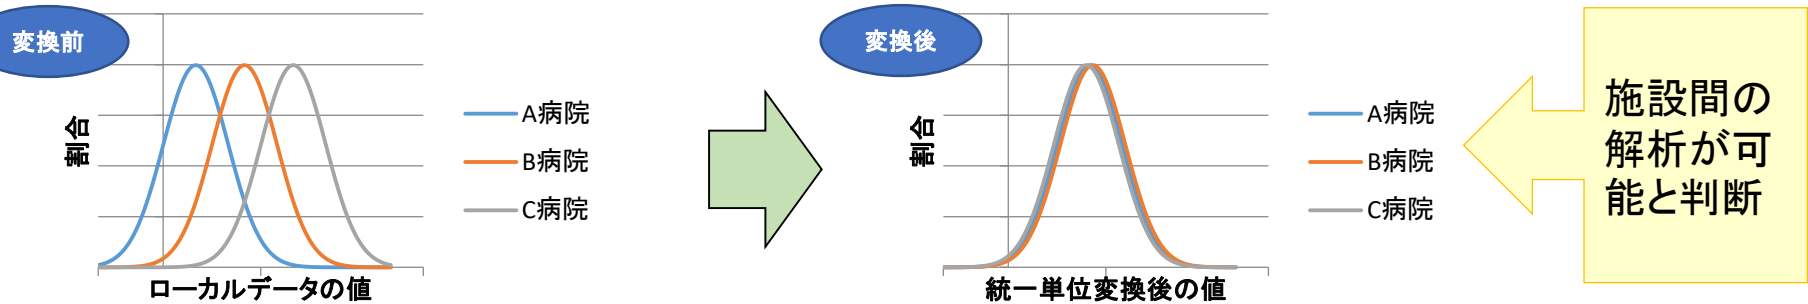 変換前
割合
ローカルデータの値
A病院
B病院
C病院
変換後
割合
統一単位変換後の値
A病院
B病院
C病院
施設間の
解析が可
能と判断